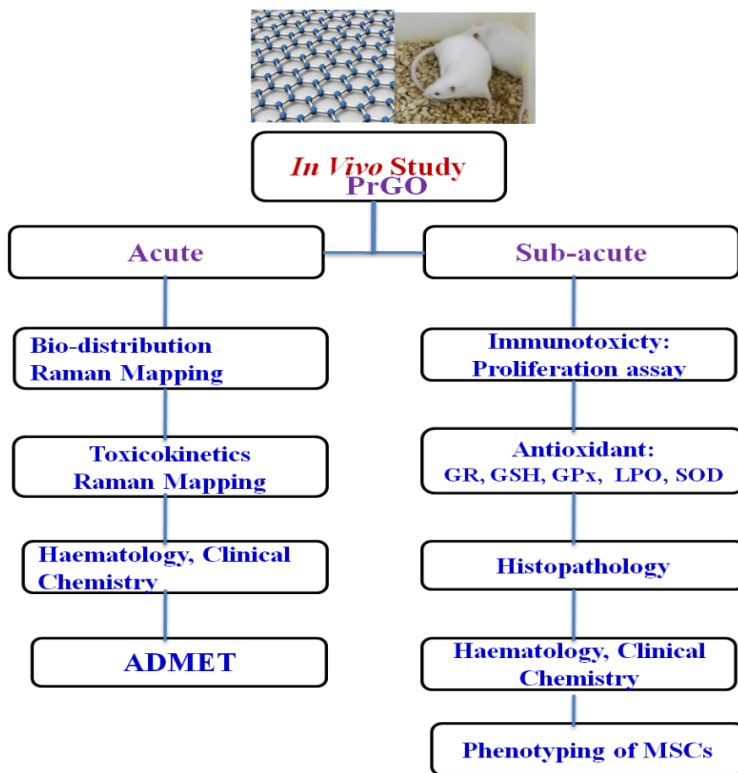 In Vivo Study
PrGO
Acute
Bio-distribution
Raman Mapping
Toxicokinetics
Raman Mapping
Haematology, Clinical
Chemistry
ADMET
Sub-acute
Immunotoxicty:
Proliferation assay
Antioxidant:
GR, GSH, GPx, LPO, SOD
Histopathology
Haematology, Clinical
Chemistry
Phenotyping of MSCs